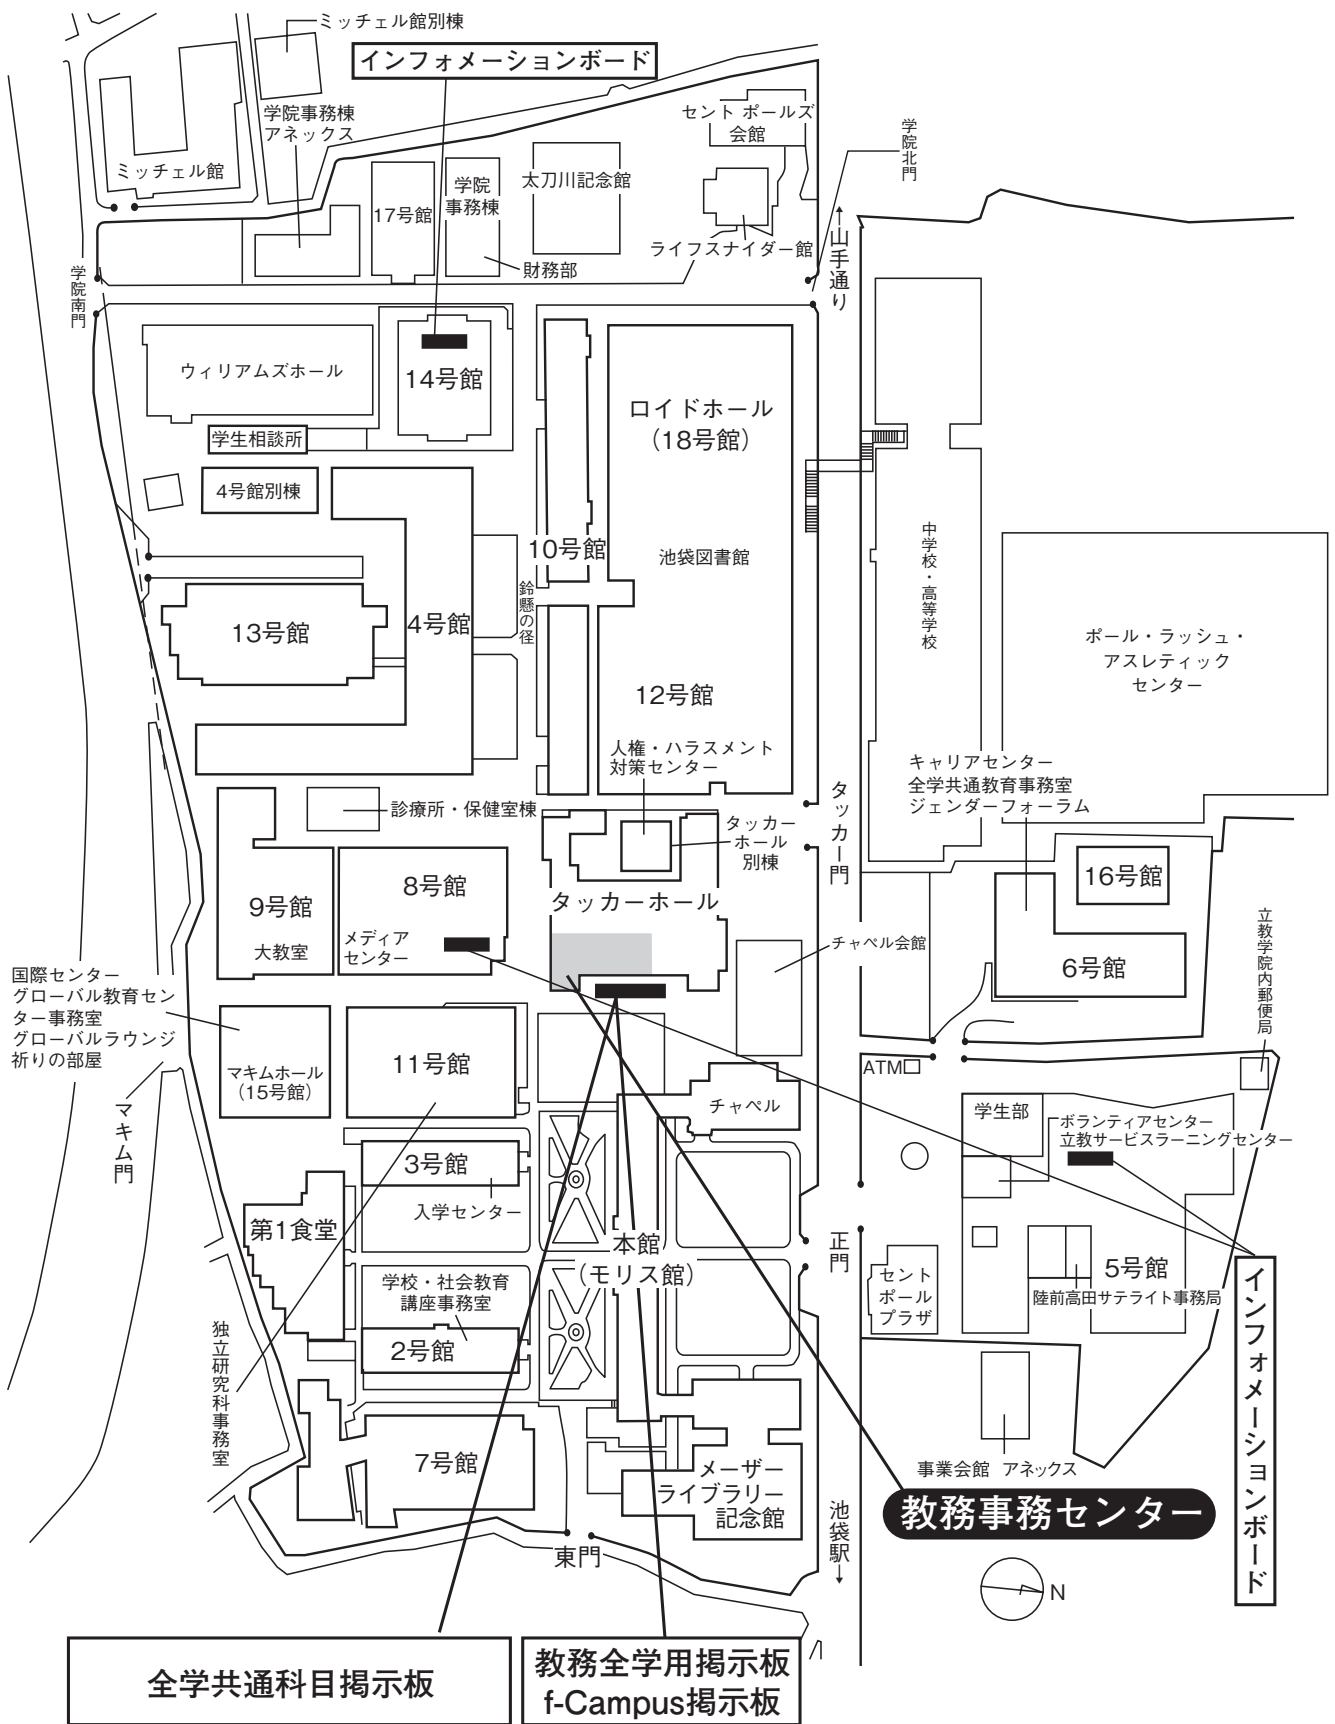 ミッチェル館別棟
インフォメーションボード
学院事務棟
アネックス
セント ポールズ
会館
学院北門
ミッチェル館
17号館
学院
事務棟
太刀川記念館
ライフスナイダー館
財務部
←山手通り
学院南門
ウィリアムズホール
14号館
ロイドホール
(18号館)
学生相談所
4号館別棟
10号館
池袋図書館
中学校・高等学校
鈴懸の径
13号館
4号館
ポール・ラッシュ・
アスレティック
センター
12号館
人権・ハラスメント
対策センター
キャリアセンター
全学共通教育事務室
ジェンダーフォーラム
診療所・保健室棟
タッカー
ホール
別棟
タッカー門
8号館
16号館
9号館
大教室
メディア
センター
タッカーホール
チャペル会館
6号館
立教学院内郵便局
国際センター
グローバル教育セン
ター事務室
グローバルラウンジ
祈りの部屋
マキムホール
(15号館)
11号館
ATM
チャペル
学生部
ボランティアセンター
立教サービスラーニングセンター
マキム門
3号館
入学センター
第1食堂
本館
(モリス館)
正門
セント
ポール
プラザ
5号館
陸前高田サテライト事務局
学校・社会教育
講座事務室
2号館
独立研究科事務室
インフォメーションボード
7号館
メーザー
ライブラリー
記念館
事業会館 アネックス
教務事務センター
池袋駅→
東門
N
全学共通科目掲示板
教務全学用掲示板
f-Campus掲示板